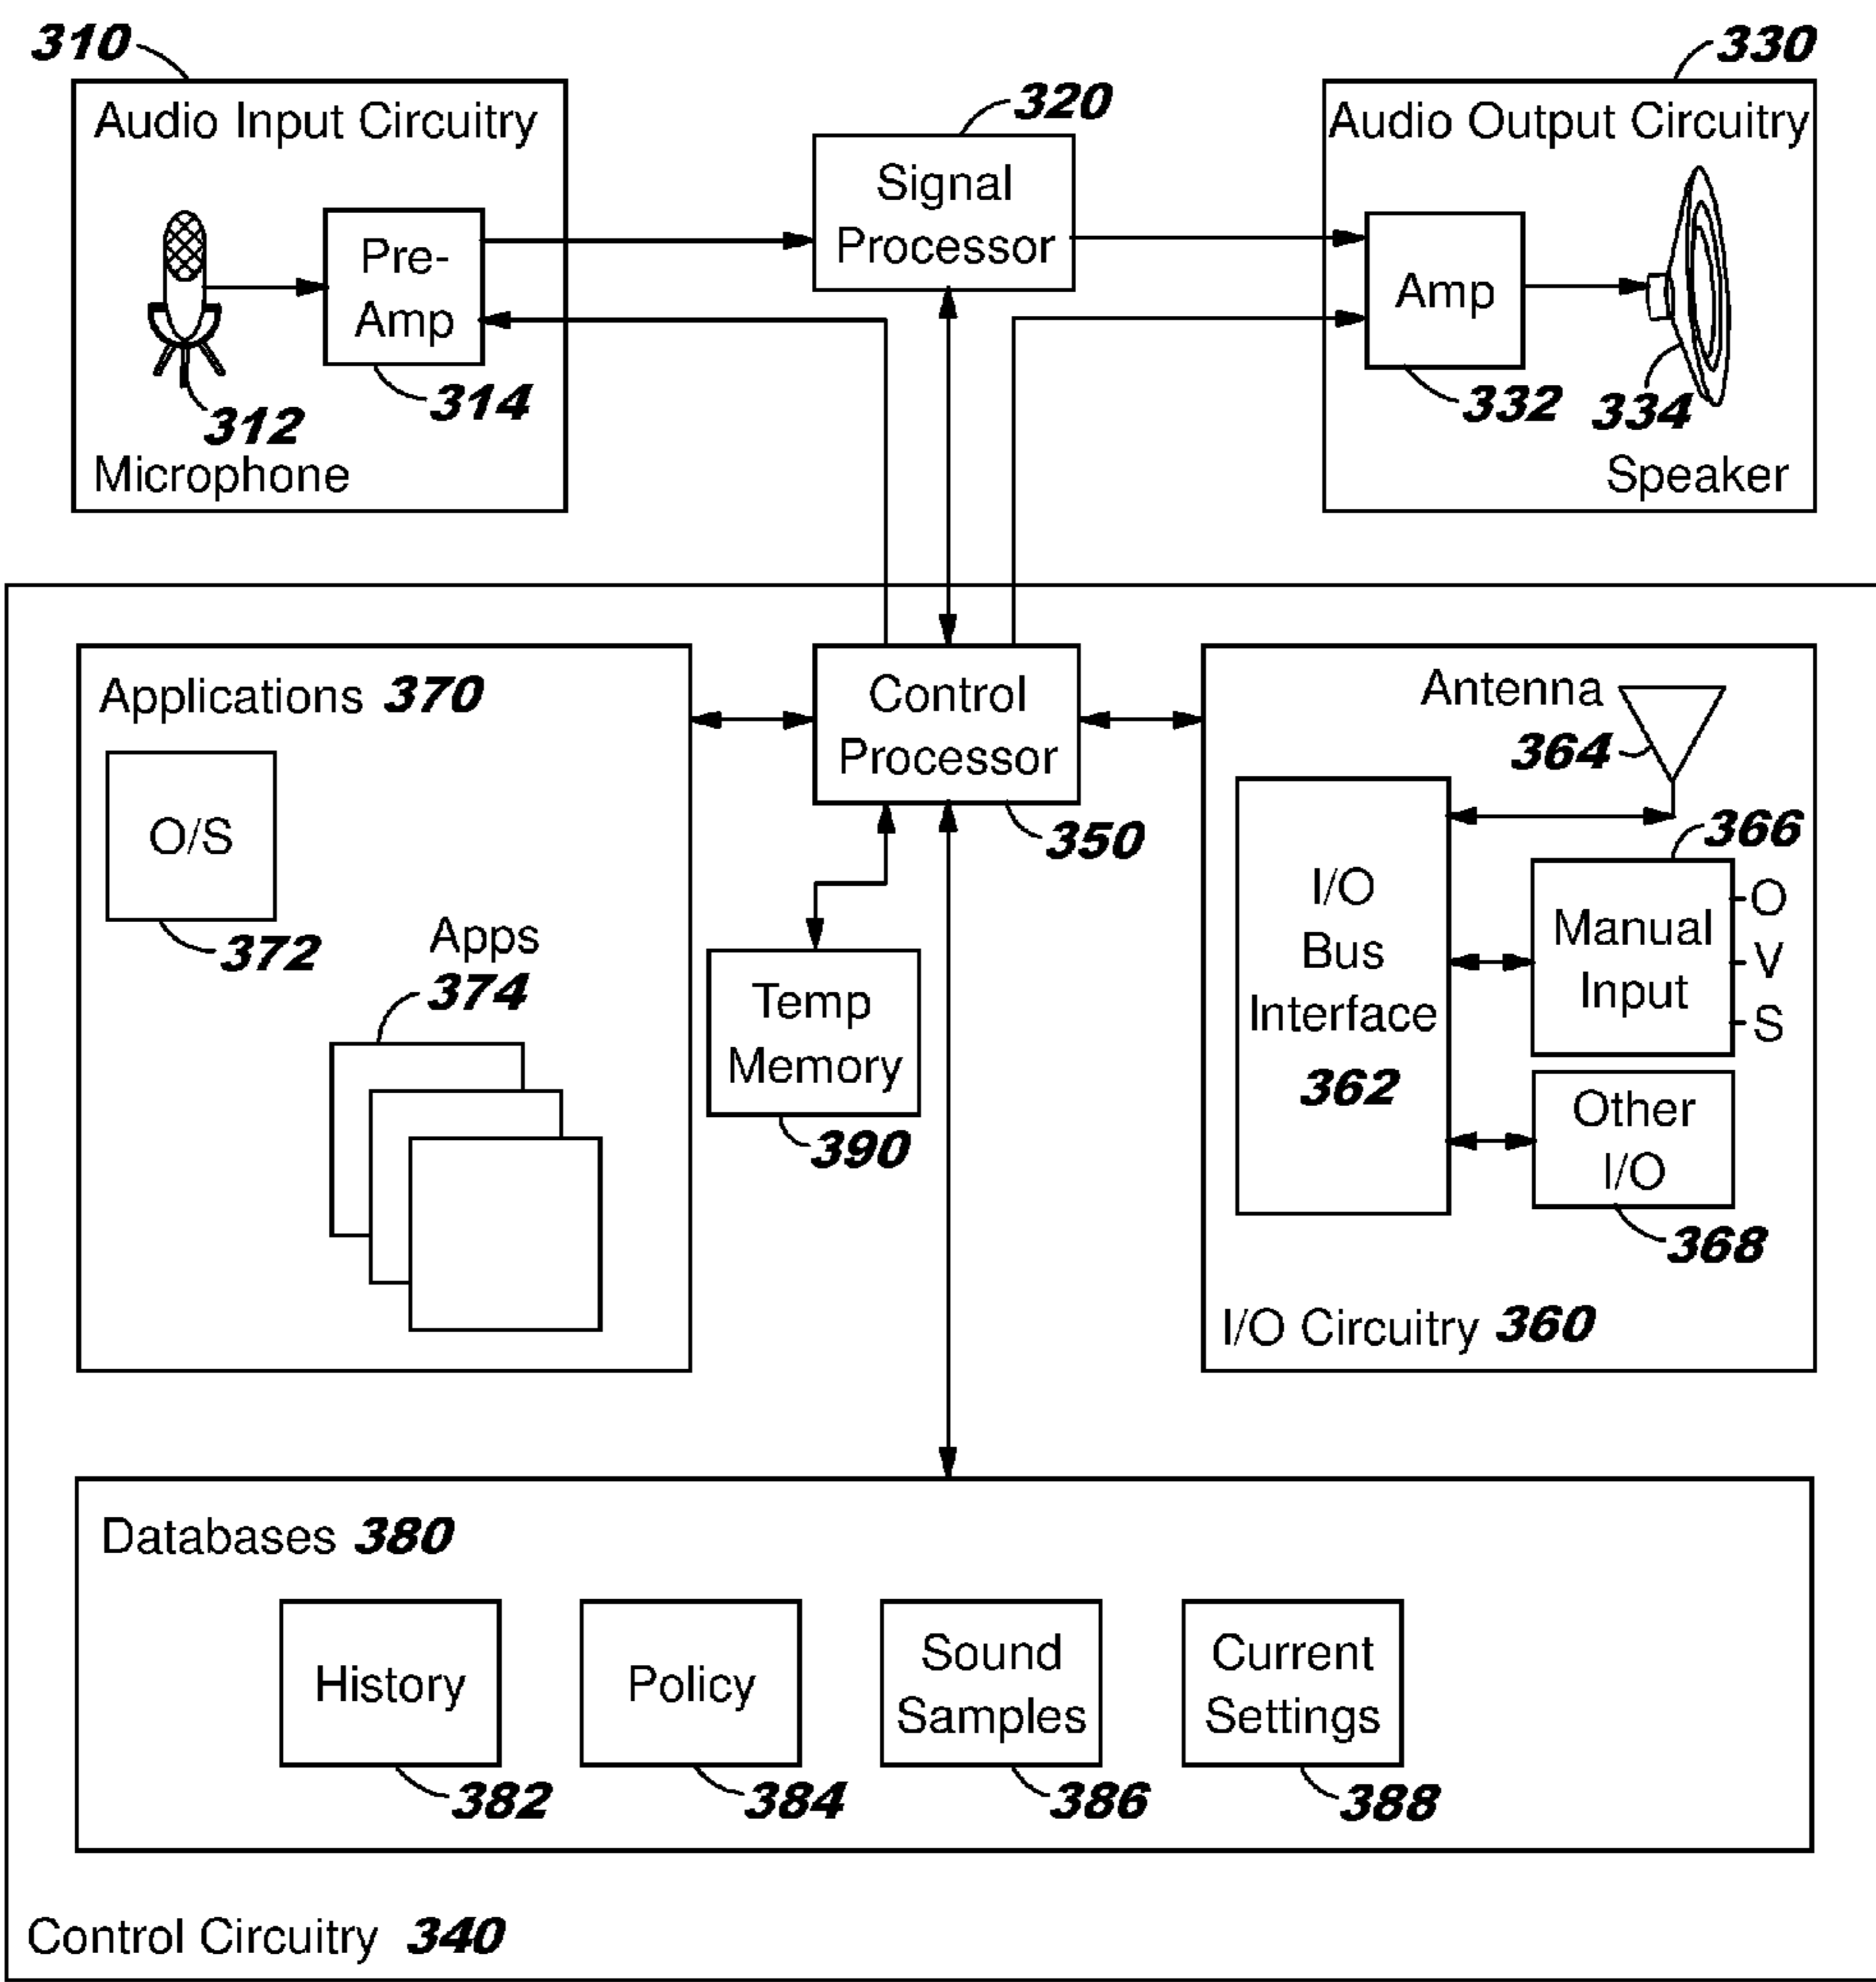 310
330
320
Audio Input Circuitry
Signal
Processor
Audio Output Circuitry
Pre-
Amp
Amp
312
314
332
334
Microphone
Speaker
Applications 370
Control
Processor
Antenna
364
350
366
O/S
372
Apps
374
I/O
Bus
Interface
362
Manual
Input
O
V
S
Temp
Memory
390
Other
I/O
368
I/O Circuitry 360
Databases 380
History
Policy
Sound
Samples
Current
Settings
382
384
386
388
Control Circuitry 340